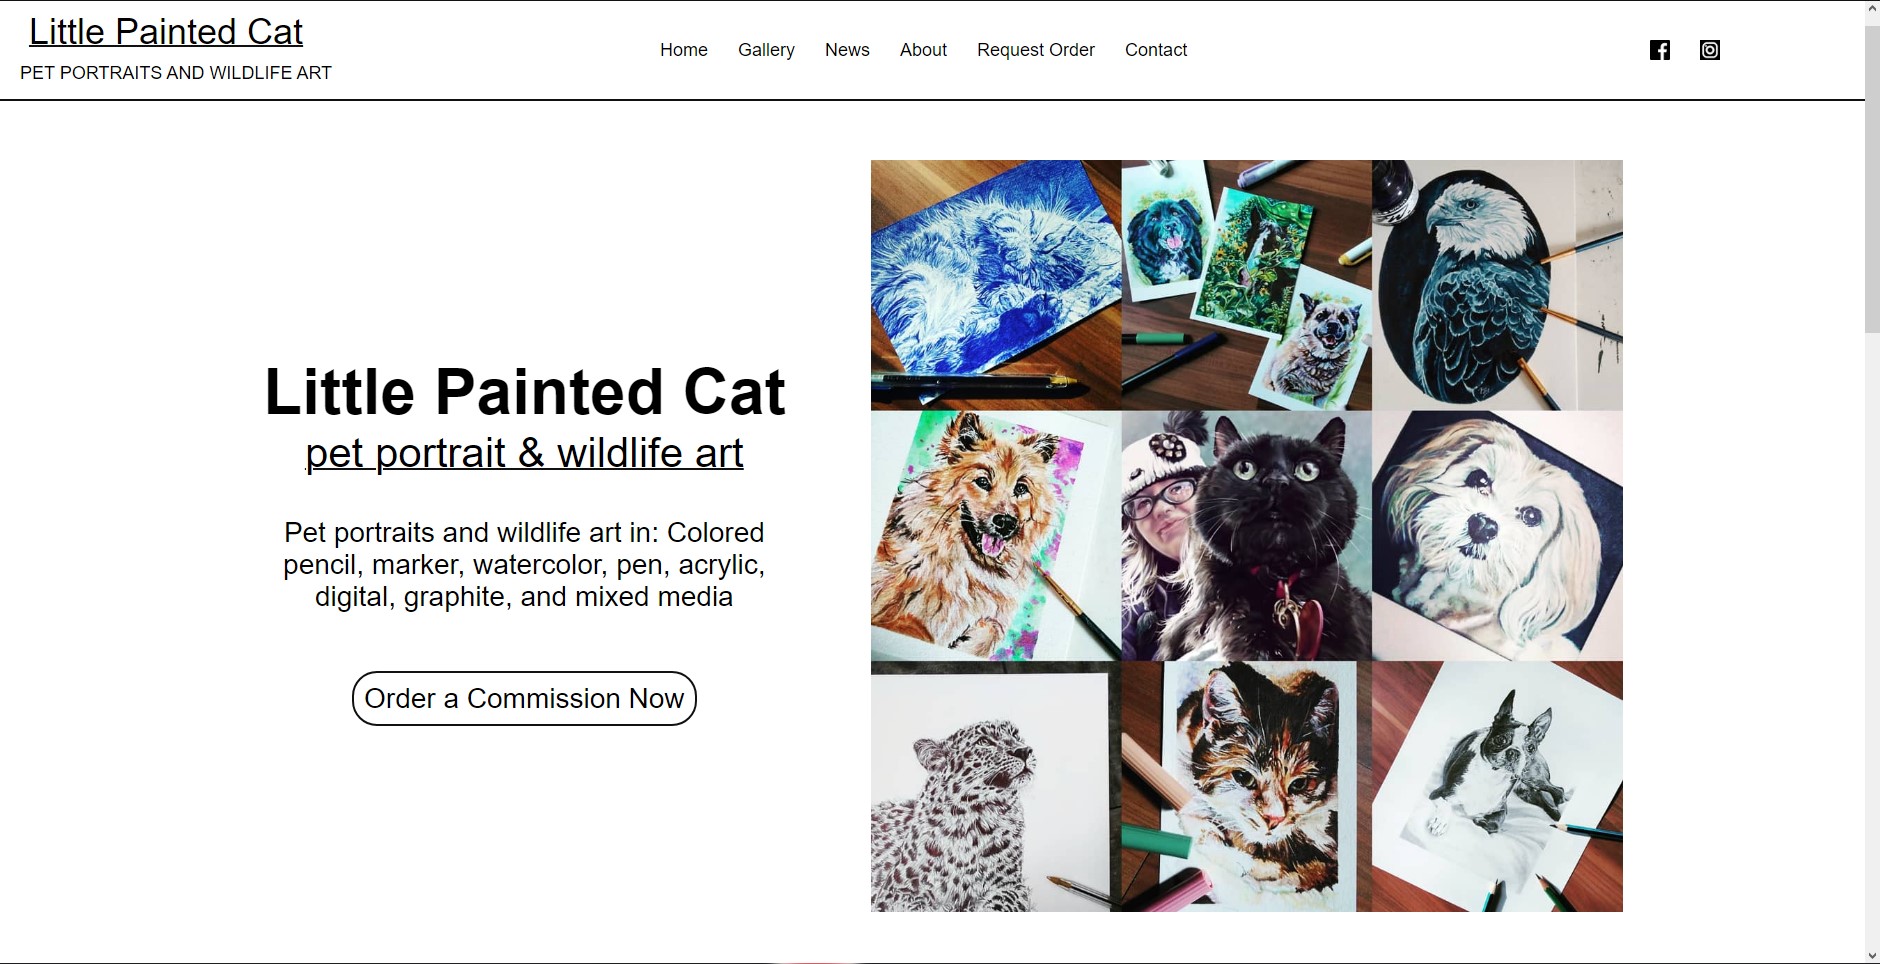 Little Painted Cat
PET PORTRAITS AND WILDLIFE ART
Home Gallery News About Request Order Contact
Little Painted Cat
pet portrait & wildlife art
Pet portraits and wildlife art in: Colored
pencil, marker, watercolor, pen, acrylic,
digital, graphite, and mixed media
Order a Commission Now